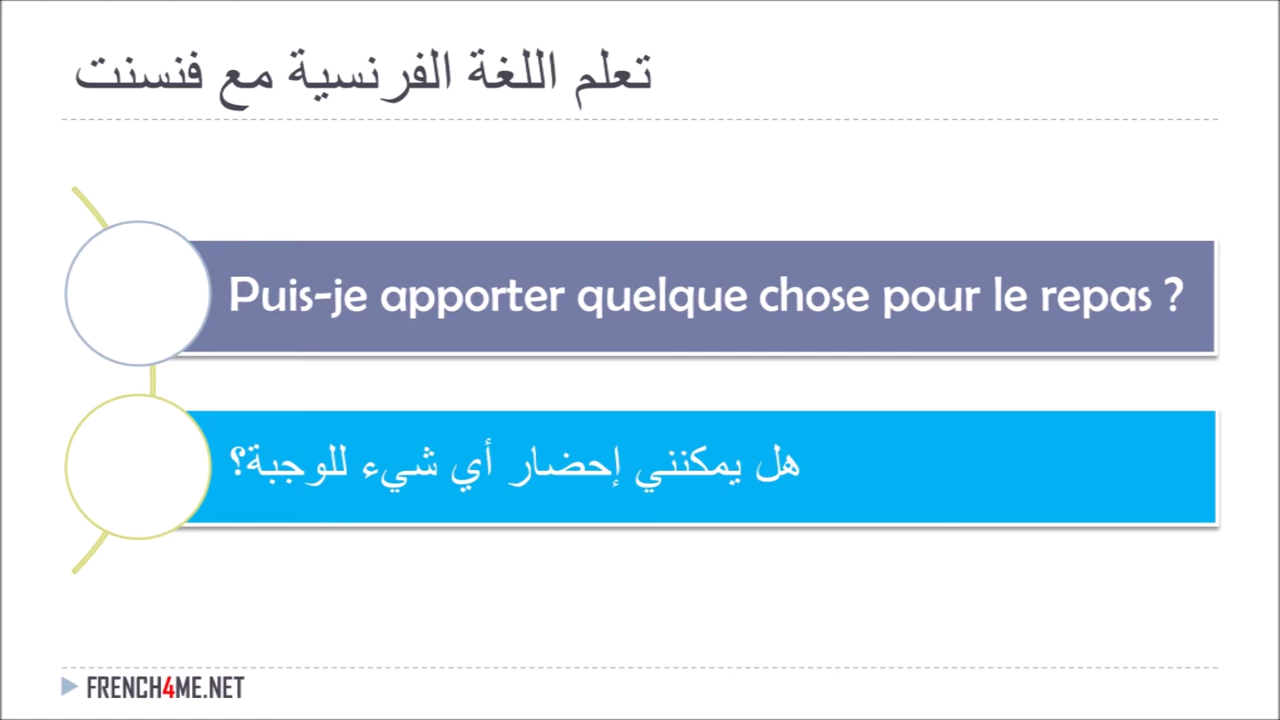 تعلم اللغة الفرنسية مع فنسنت
Puis-je apporter quelque chose pour le repas ?
هل يمكنني إحضار أي شيء للوجبة؟
FRENCH4ME.NET